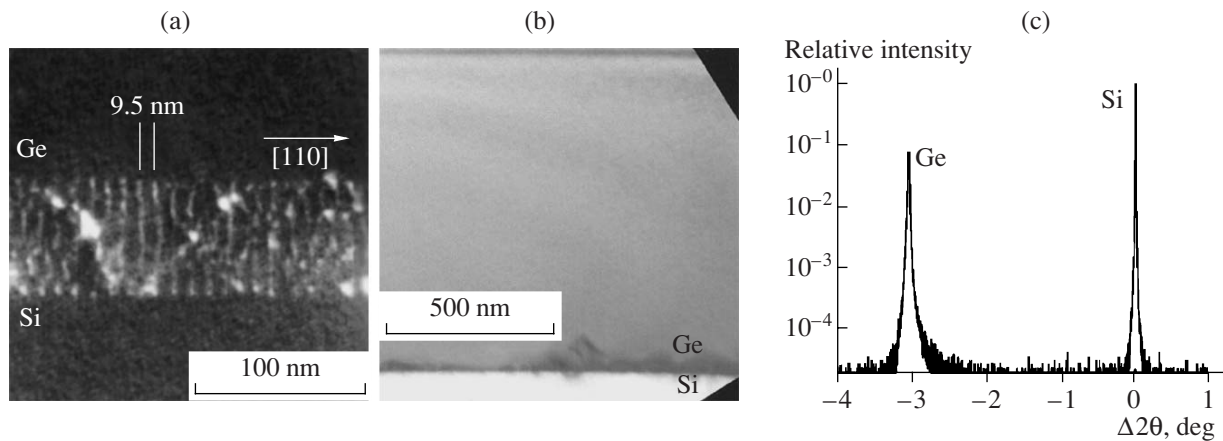 (a)
(b)
(c)
9.5 nm
Ge
[110]
Si
100 nm
500 nm
Ge
Si
Relative intensity
10⁻⁰
10⁻¹
10⁻²
10⁻³
10⁻⁴
Ge
Si
−4 −3 −2 −1 0 1
Δ2θ, deg